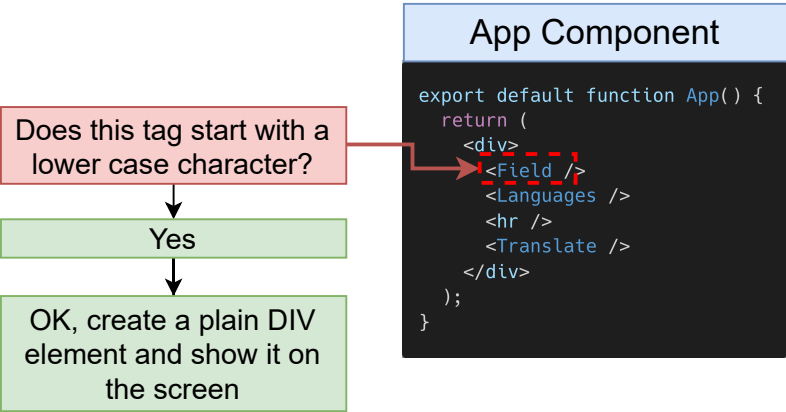 App Component
export default function App() {
return (
<div>
<Field />
<Languages />
<hr />
<Translate />
</div>
);
}
Does this tag start with a
lower case character?
Yes
OK, create a plain DIV
element and show it on
the screen